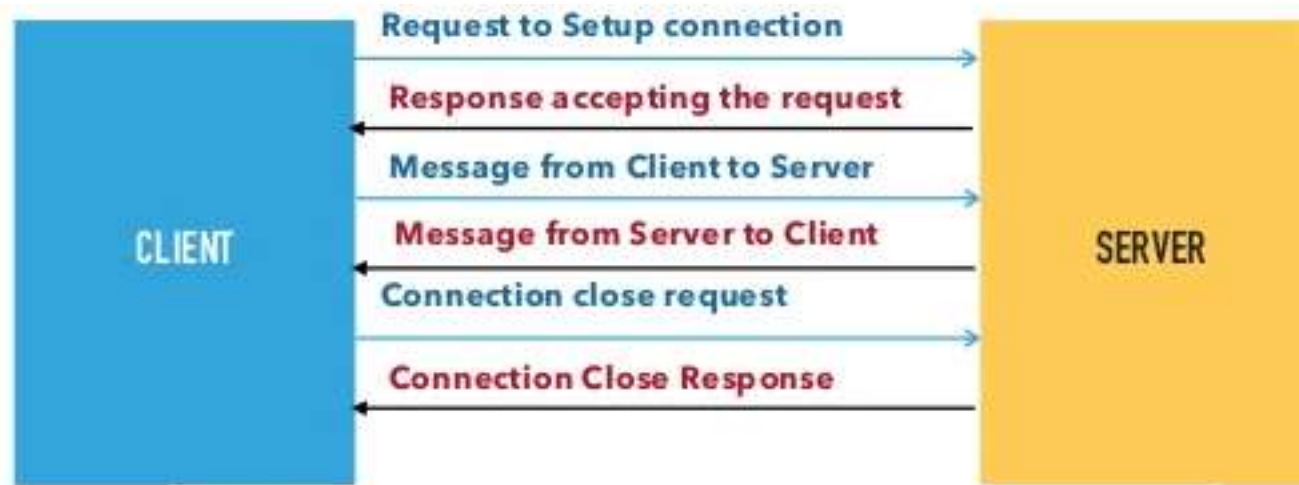 Request to Setup connection
Response accepting the request
Message from Client to Server
Message from Server to Client
CLIENT
SERVER
Connection close request
Connection Close Response